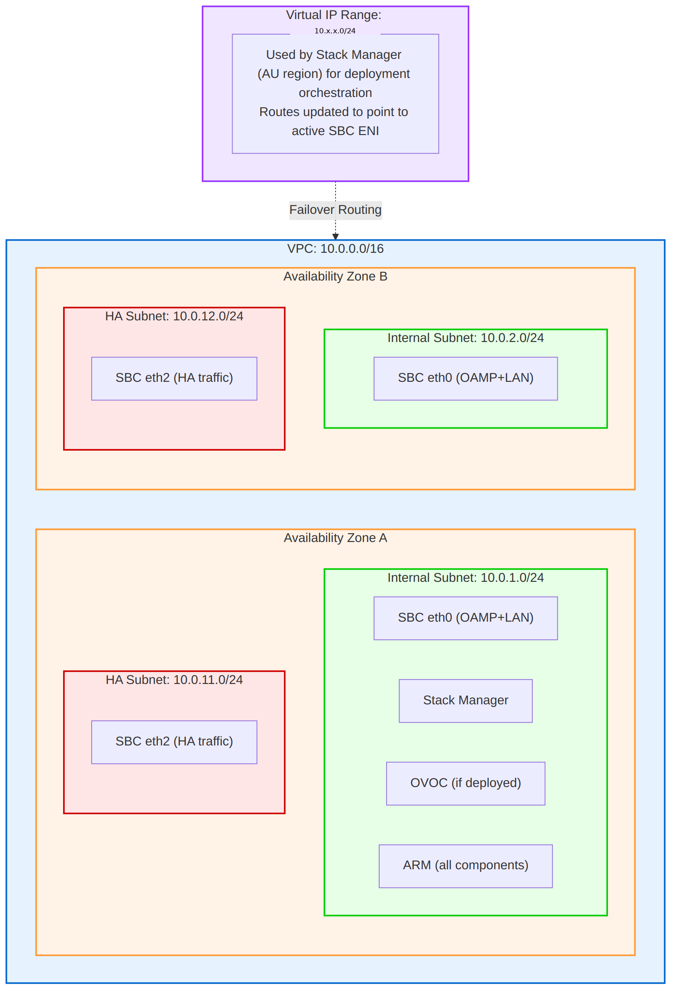 Virtual IP Range:
10.x.x.0/24
Used by Stack Manager
(AU region) for deployment
orchestration
Routes updated to point to
active SBC ENI
Failover Routing
VPC: 10.0.0.0/16
Availability Zone B
HA Subnet: 10.0.12.0/24
SBC eth2 (HA traffic)
Internal Subnet: 10.0.2.0/24
SBC eth0 (OAMP+LAN)
Availability Zone A
HA Subnet: 10.0.11.0/24
SBC eth2 (HA traffic)
Internal Subnet: 10.0.1.0/24
SBC eth0 (OAMP+LAN)
Stack Manager
OVOC (if deployed)
ARM (all components)